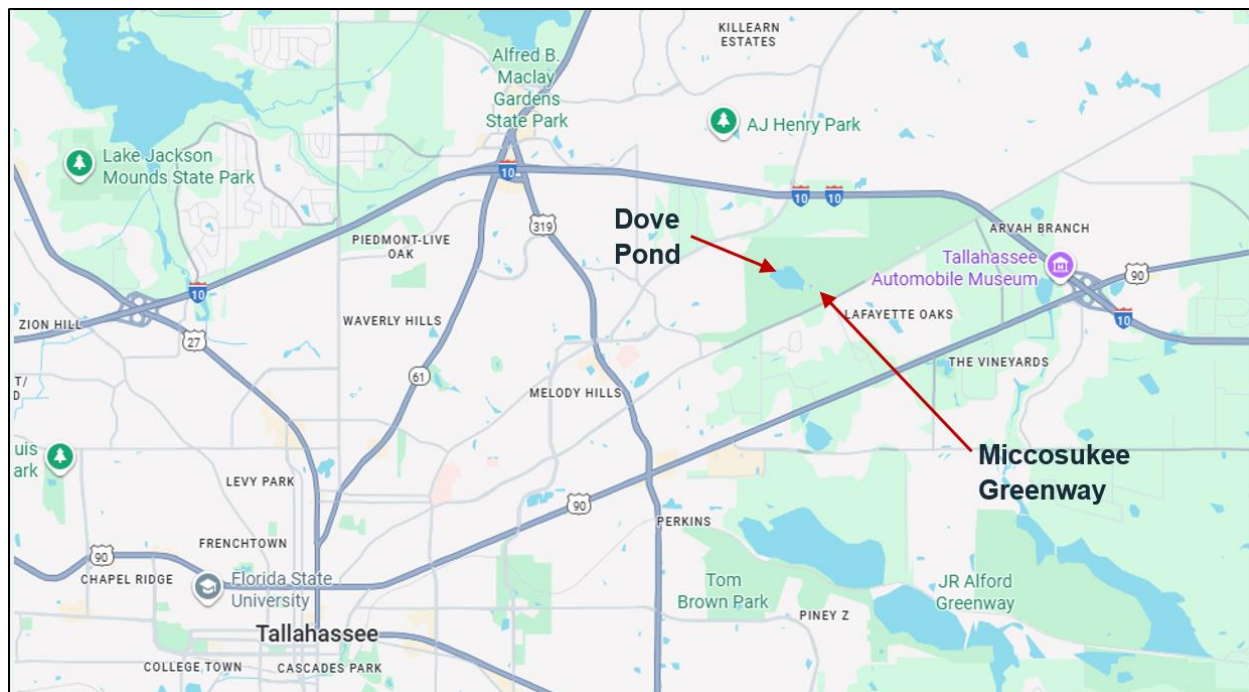 KILLEARN
ESTATES
Alfred B.
Maclay
Gardens
State Park
AJ Henry Park
Lake Jackson
Mounds State Park
10
10
10
Dove
Pond
319
PIEDMONT-LIVE
OAK
ARVAH BRANCH
Tallahassee
Automobile Museum
90
10
ZION HILL
27
WAVERLY HILLS
LAFAYETTE OAKS
10
61
THE VINEYARDS
T/
D
MELODY HILLS
uis
ark
Miccosukee
Greenway
LEVY PARK
90
PERKINS
FRENCHTOWN
90
CHAPEL RIDGE
Florida State
University
Tom
Brown Park
JR Alford
Greenway
PINEY Z
Tallahassee
COLLEGE TOWN
CASCADES PARK